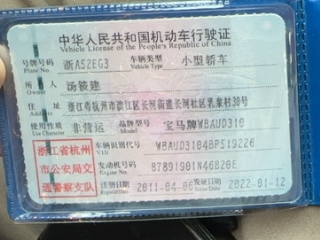 中华人民共和国机动车行驶证
Vehicle License of the People's Republic of China
号牌号码 浙A5ZEG3 车辆类型 小型轿车
Plate No. Vehicle Type
所有人 汤筱建
Owner
住址 浙江省杭州市滨江区长河街道长河社区乳泉村30号
Address
使用性质 非营运 品牌型号 宝马牌WBAUD310
Use Character Model
浙江省杭州
市公安局交
通警察支队
车辆识别代号 WBAUD3104BP519226
VIN
发动机号码 B7891901N46B20E
Engine No.
注册日期 2011-04-06 发证日期 2022-01-12
Register Date Issue Date